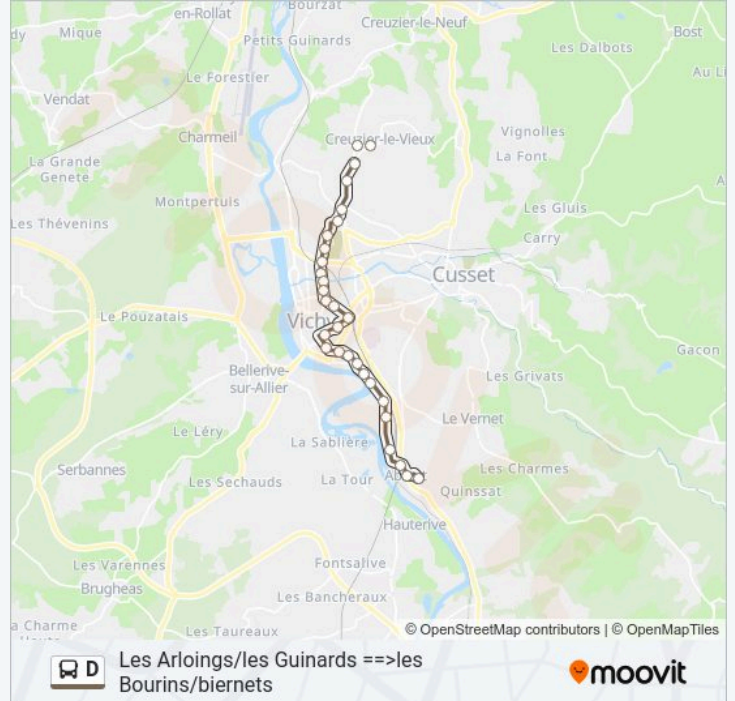 Bourzat
en-Rollat
Creuzier-le-Neuf
dy
Mique
Bost
Petits Guinards
Les Dalbots
Le Forestier
Au Li
Vendat
Charmeil
Creuzier-le-Vieux
Vignolles
La Font
La Grande
Genete
Montpertuis
Les Gluis
Les Thévenins
Carry
Cusset
Le Pouzatais
Vichy
Gacon
Bellerive-
sur-Allier
Les Grivats
Le Vernet
Le Léry
La Sablière
Serbannes
Les Charmes
Les Sechauds
La Tour
Quinssat
Hauterive
Fontsalive
Les Varennes
Brugheas
Les Bancheraux
a Charme
Les Taureaux
© OpenStreetMap contributors | © OpenMapTiles
D
Les Arloings/les Guinards ==>les
Bourins/biernets
moovit